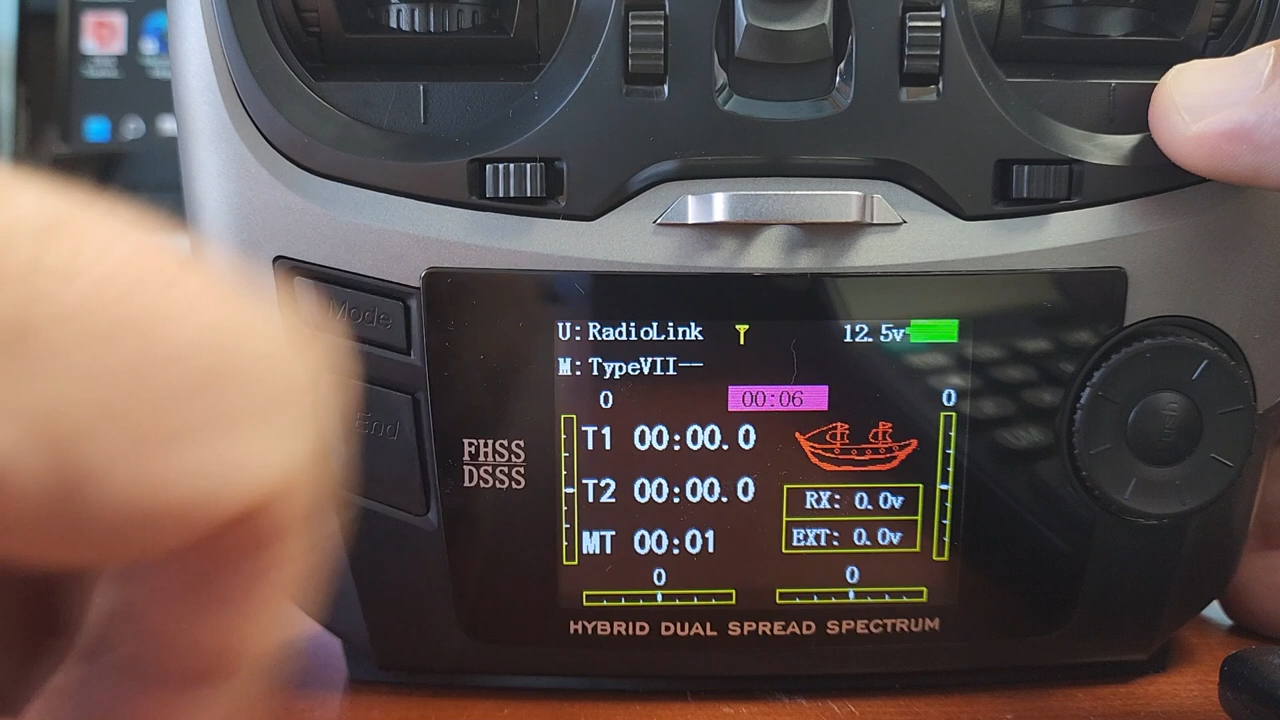 Mode
End
U: RadioLink 12.5v
M: TypeVII--
0 00:06 0
T1 00:00.0
T2 00:00.0
RX: 0.0v
MT 00:01
EXT: 0.0v
0 0
FHSS
DSSS
HYBRID DUAL SPREAD SPECTRUM
Push